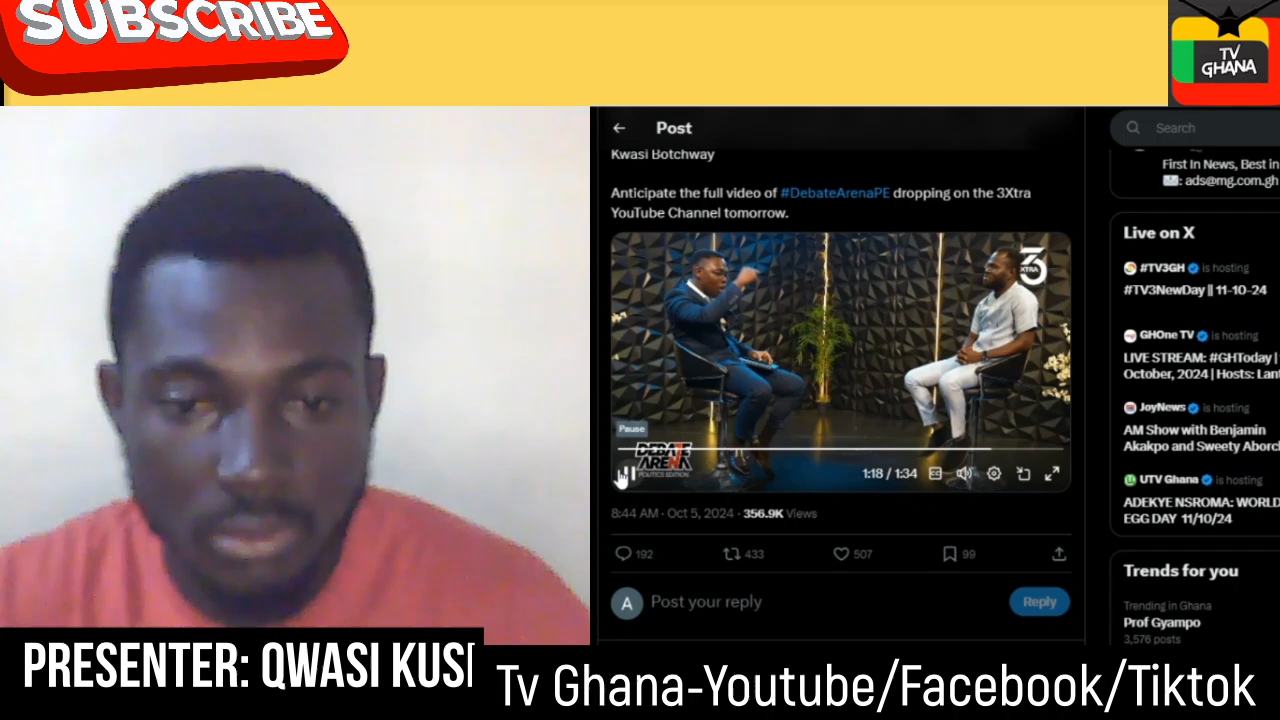 SUBSCRIBE
TV
GHANA
Post
Search
Kwasi Botchway
Anticipate the full video of #DebateArenaPE dropping on the 3Xtra
YouTube Channel tomorrow.
3
XTRA
Pause
DEBATE
ARENA
POLITICS EDITION
1:18 / 1:34
8:44 AM · Oct 5, 2024 · 356.9K Views
192
433
507
99
A
Post your reply
Reply
First In News, Best in
: ads@mg.com.gh
Live on X
#TV3GH is hosting
#TV3NewDay || 11-10-24
GHOne TV is hosting
LIVE STREAM: #GHToday |
October, 2024 | Hosts: Lant
JoyNews is hosting
AM Show with Benjamin
Akakpo and Sweety Aborc
UTV Ghana is hosting
ADEKYE NSROMA: WORLD
EGG DAY 11/10/24
Trends for you
Trending in Ghana
Prof Gyampo
3,576 posts
PRESENTER: QWASI KUSI
Tv Ghana-Youtube/Facebook/Tiktok